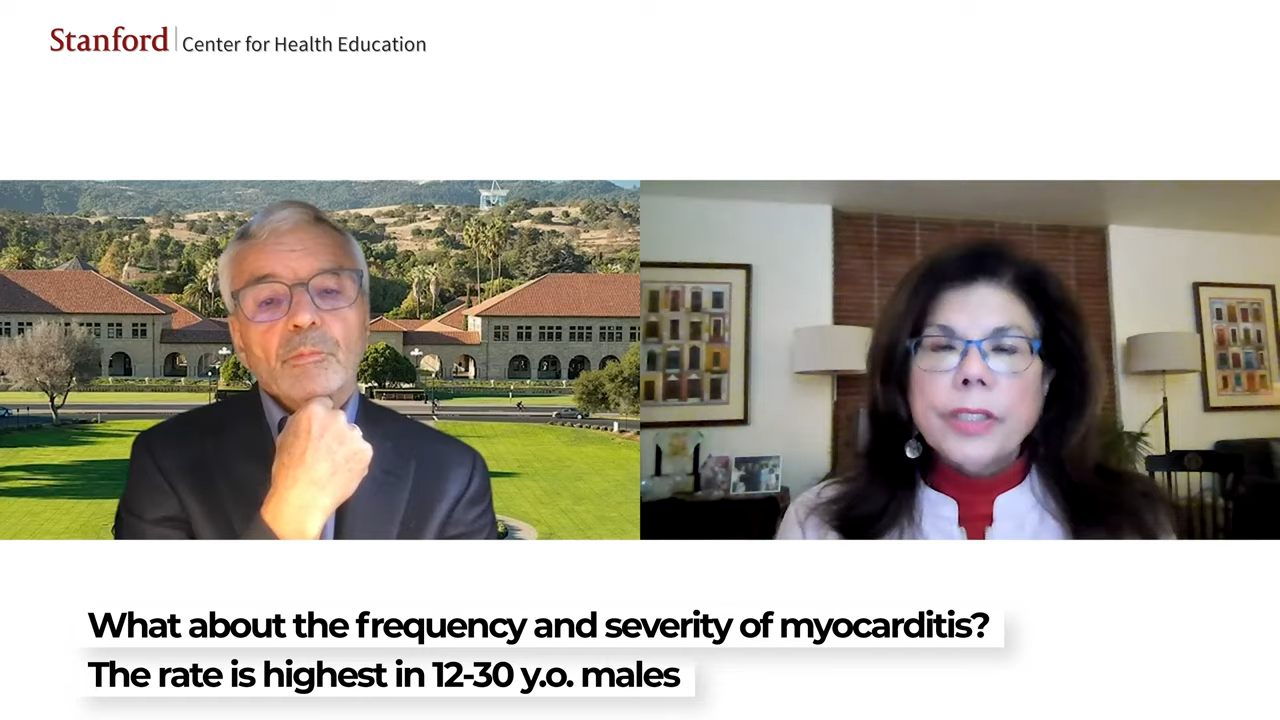 Stanford Center for Health Education
What about the frequency and severity of myocarditis?
The rate is highest in 12-30 y.o. males